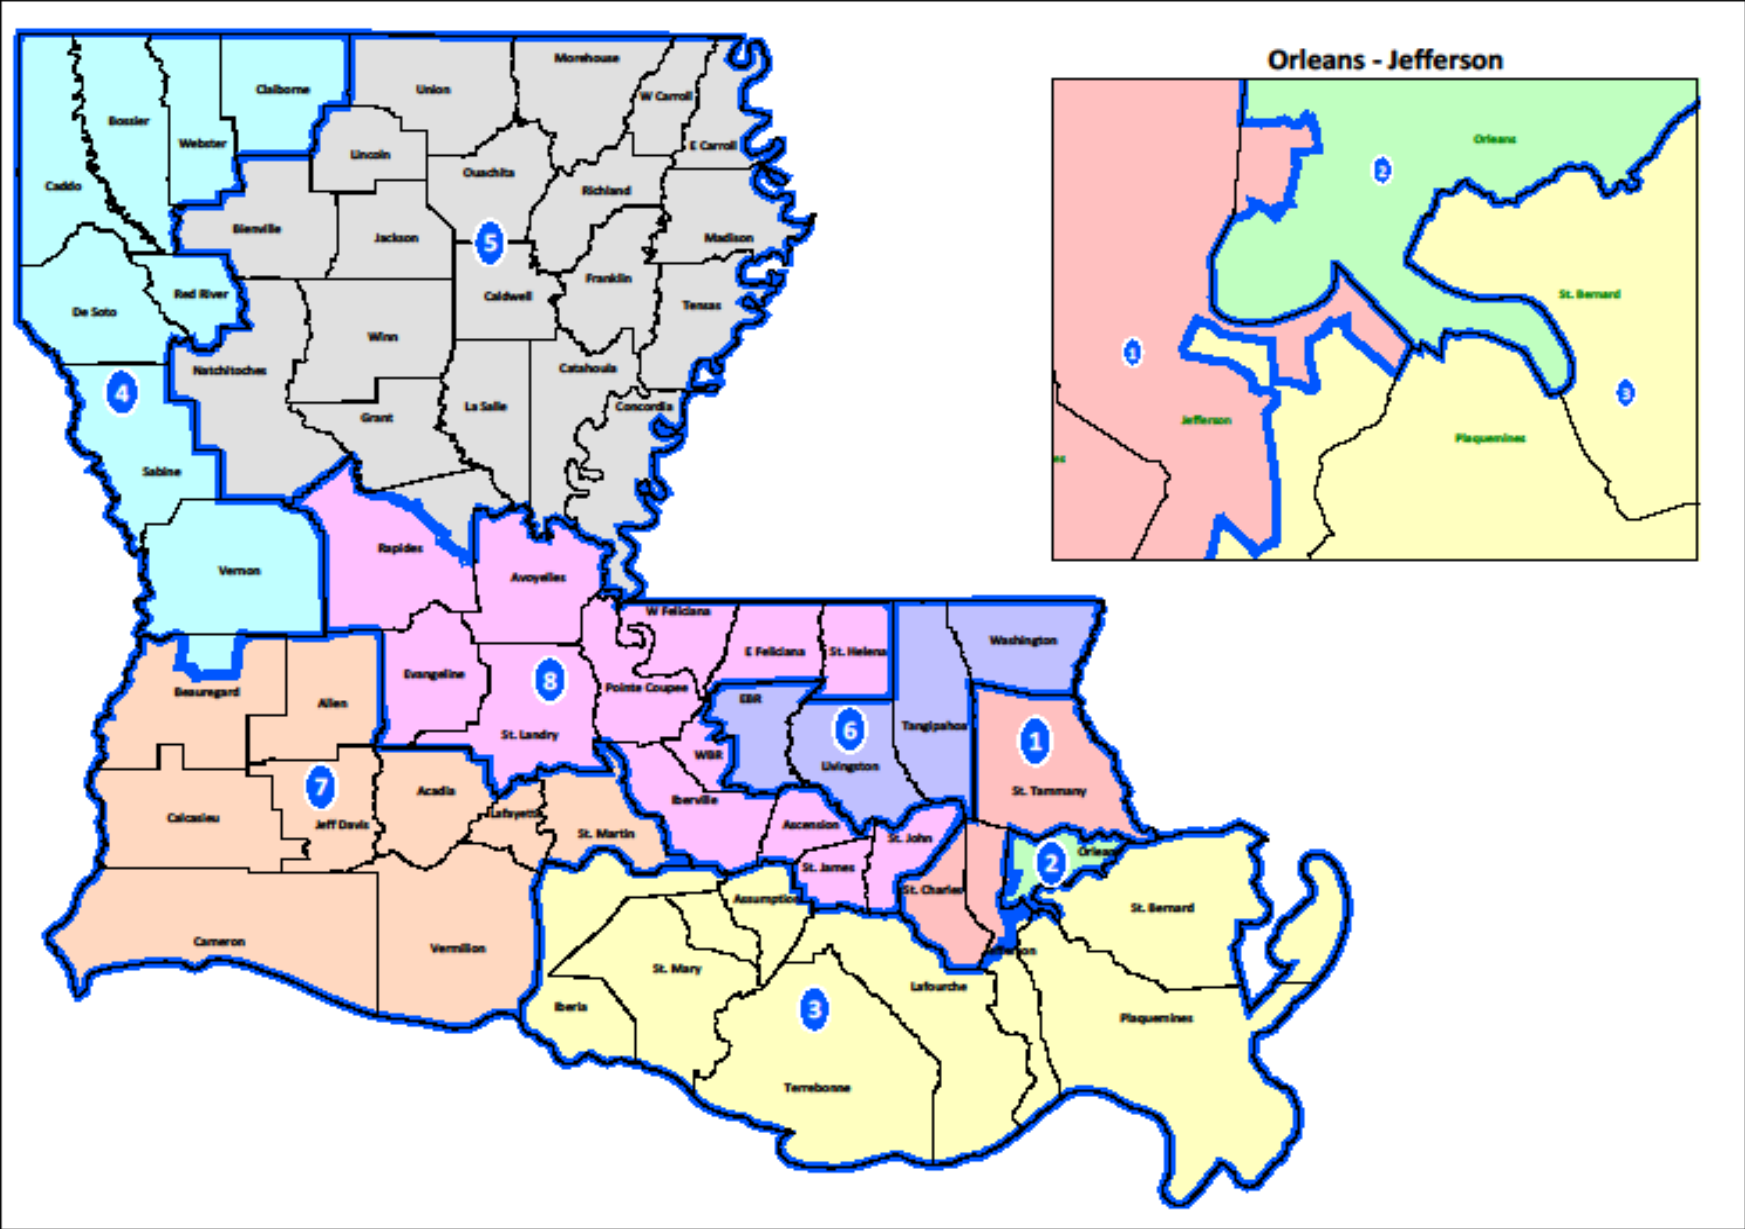 Orleans - Jefferson
Claiborne
Union
Morehouse
W Carroll
Bossier
Webster
Lincoln
E Carroll
Caddo
Ouachita
Richland
Bienville
Jackson
Madison
5
Red River
Caldwell
Franklin
De Soto
Tensas
Winn
Natchitoches
Catahoula
4
Grant
La Salle
Concordia
Sabine
Vernon
Rapides
Avoyelles
W Feliciana
Washington
E Feliciana
St. Helena
Evangeline
8
Pointe Coupee
Beauregard
Allen
EBR
Tangipahoa
6
1
St. Landry
WBR
Livingston
7
Acadia
Iberville
St. Tammany
Calcasieu
Jeff Davis
Lafayette
St. Martin
Ascension
St. John
2
Orleans
St. James
St. Charles
Assumption
St. Bernard
Cameron
Vermilion
St. Mary
Lafourche
Iberia
3
Plaquemines
Terrebonne
Orleans
2
St. Bernard
1
3
Jefferson
Plaquemines
es